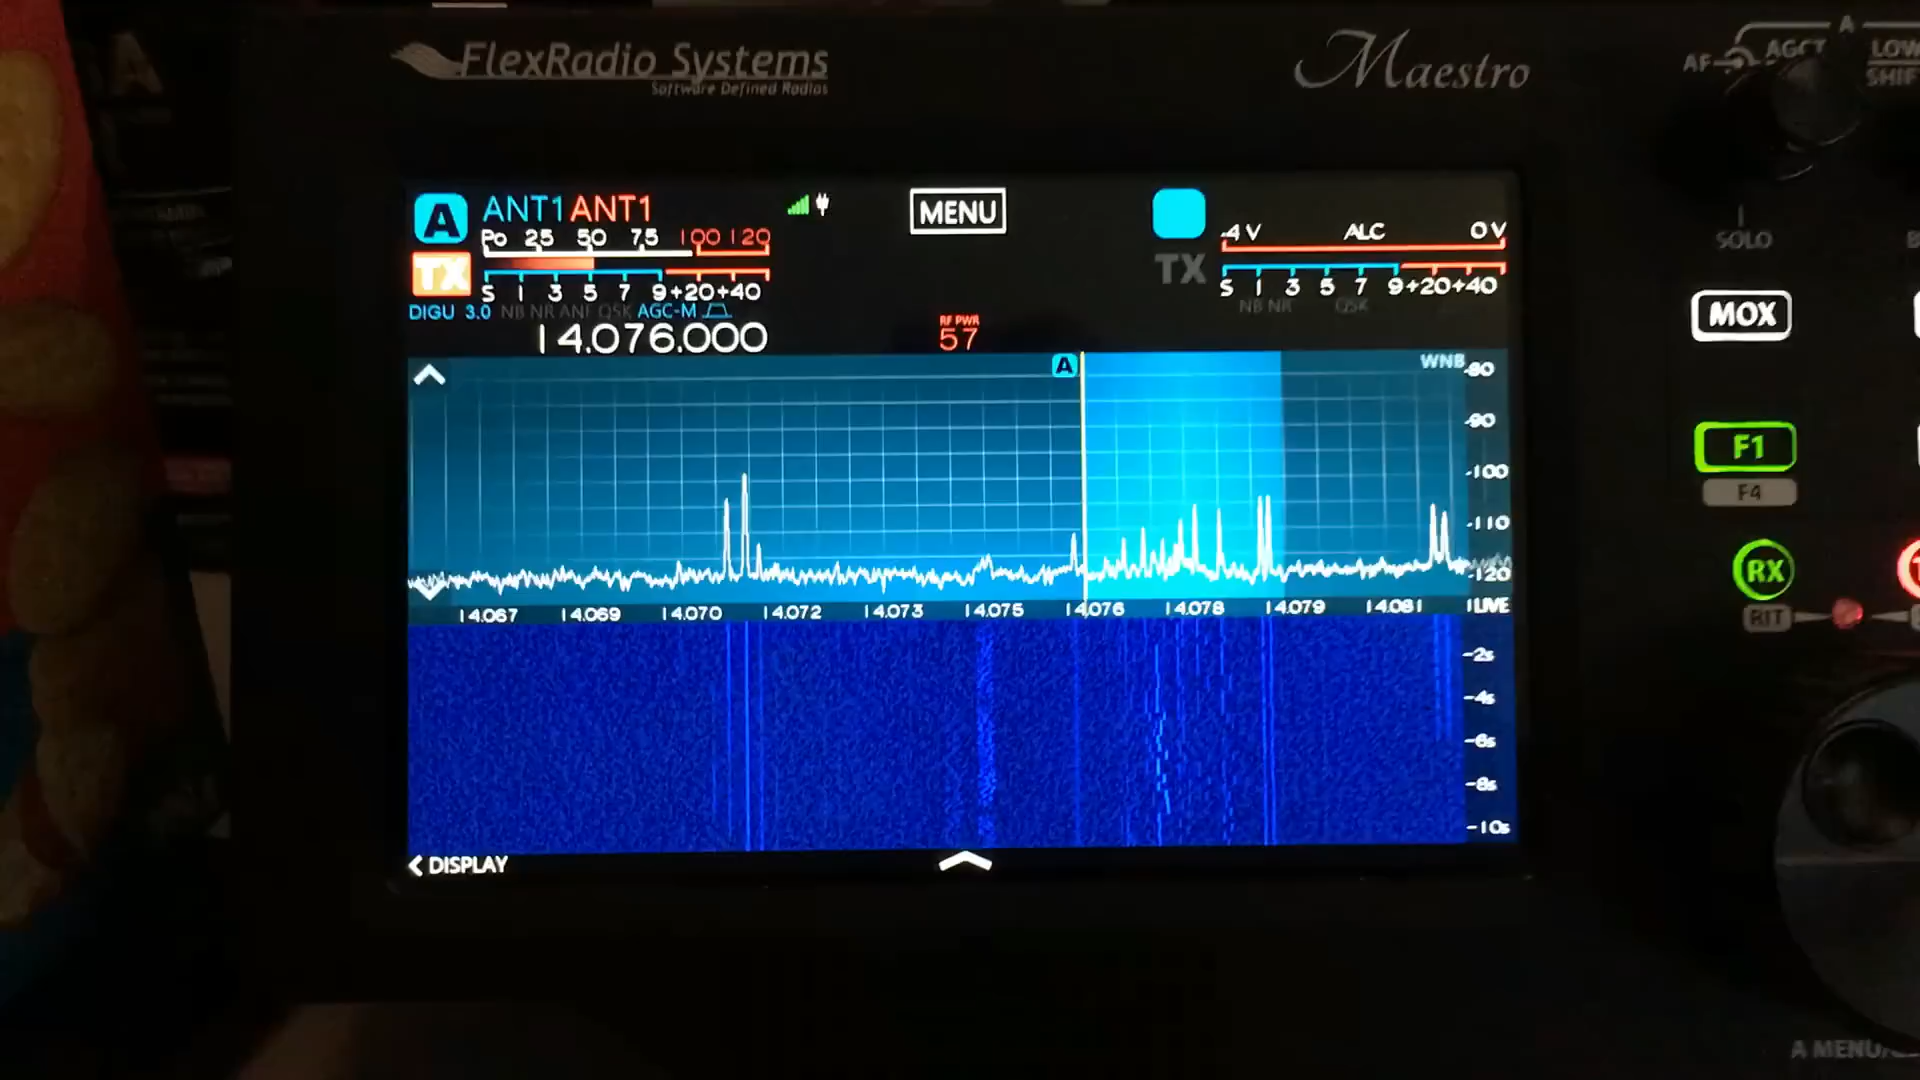 FlexRadio Systems
Software Defined Radios
Maestro
A
AF AGCT LOW
SHIF
A ANT1 ANT1
MENU
Po 25 50 75 100 120
-4 V ALC 0 V
TX
S 1 3 5 7 9 +20 +40
TX
S 1 3 5 7 9 +20 +40
DIGU 3.0 NB NR ANF QSK AGC-M
NB NR QSK
14.076.000
RF PWR
57
SOLO
MOX
A
WNB
-80
-90
-100
-110
-120
F1
F4
RX
RIT
14.067 14.069 14.070 14.072 14.073 14.075 14.076 14.078 14.079 14.081 LIVE
-2s
-4s
-6s
-8s
-10s
DISPLAY
A MENU